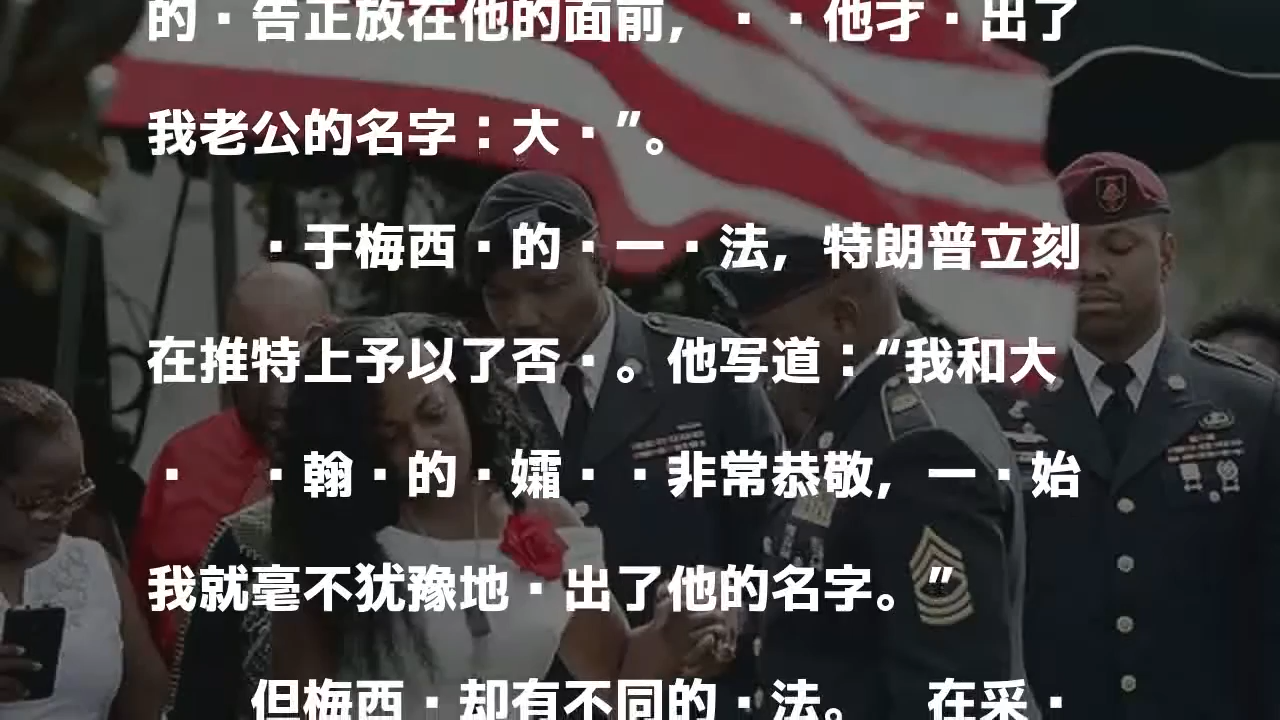 的·告正放在他的面前，··他才·出了
我老公的名字：大·”。
·于梅西·的·一·法，特朗普立刻
在推特上予以了否·。他写道：“我和大
· ·翰·的·孀··非常恭敬，一·始
我就毫不犹豫地·出了他的名字。”
但梅西·却有不同的·法。 在采·